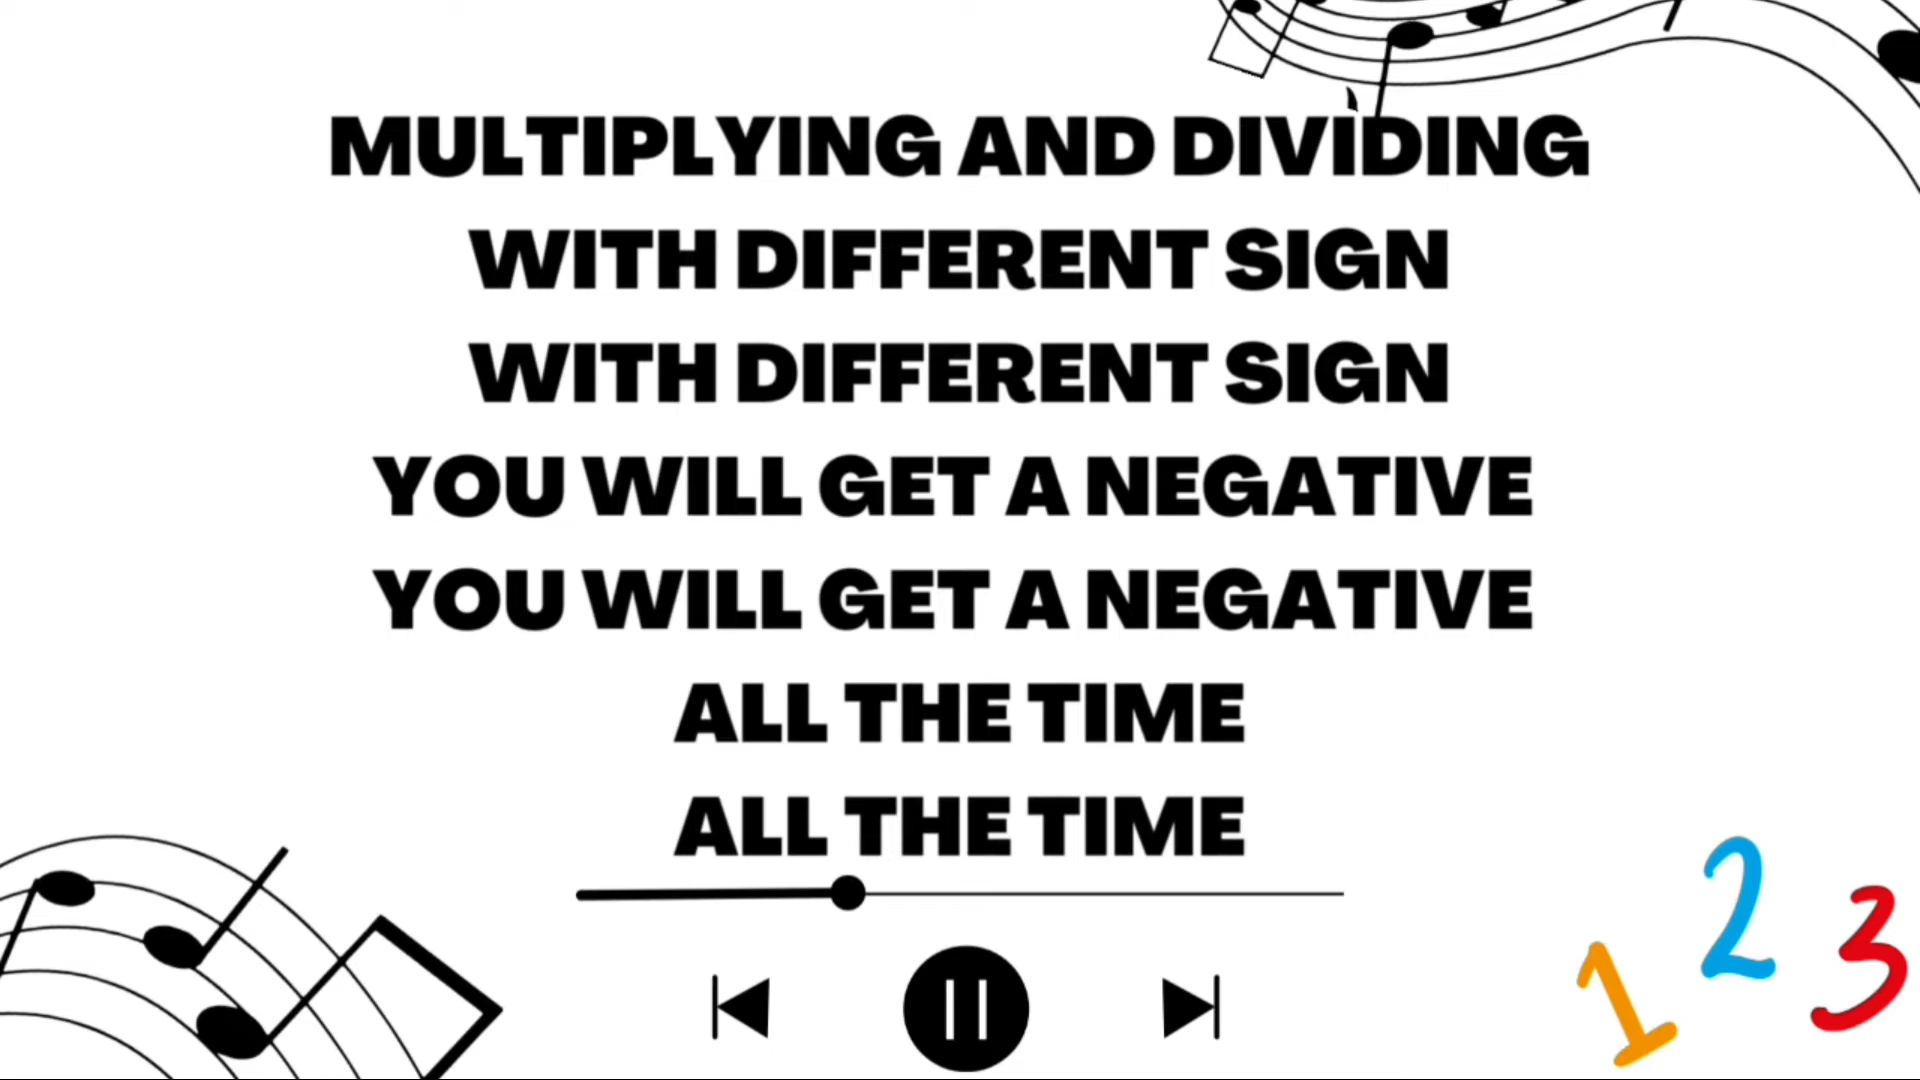 MULTIPLYING AND DIVIDING
WITH DIFFERENT SIGN
WITH DIFFERENT SIGN
YOU WILL GET A NEGATIVE
YOU WILL GET A NEGATIVE
ALL THE TIME
ALL THE TIME
1 2 3